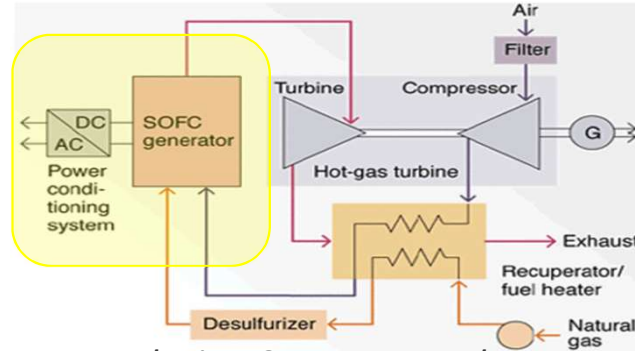 Air
Filter
Turbine
Compressor
DC
AC
SOFC
generator
G
Power
condi-
tioning
system
Hot-gas turbine
Exhaust
Recuperator/
fuel heater
Desulfurizer
Natural
gas